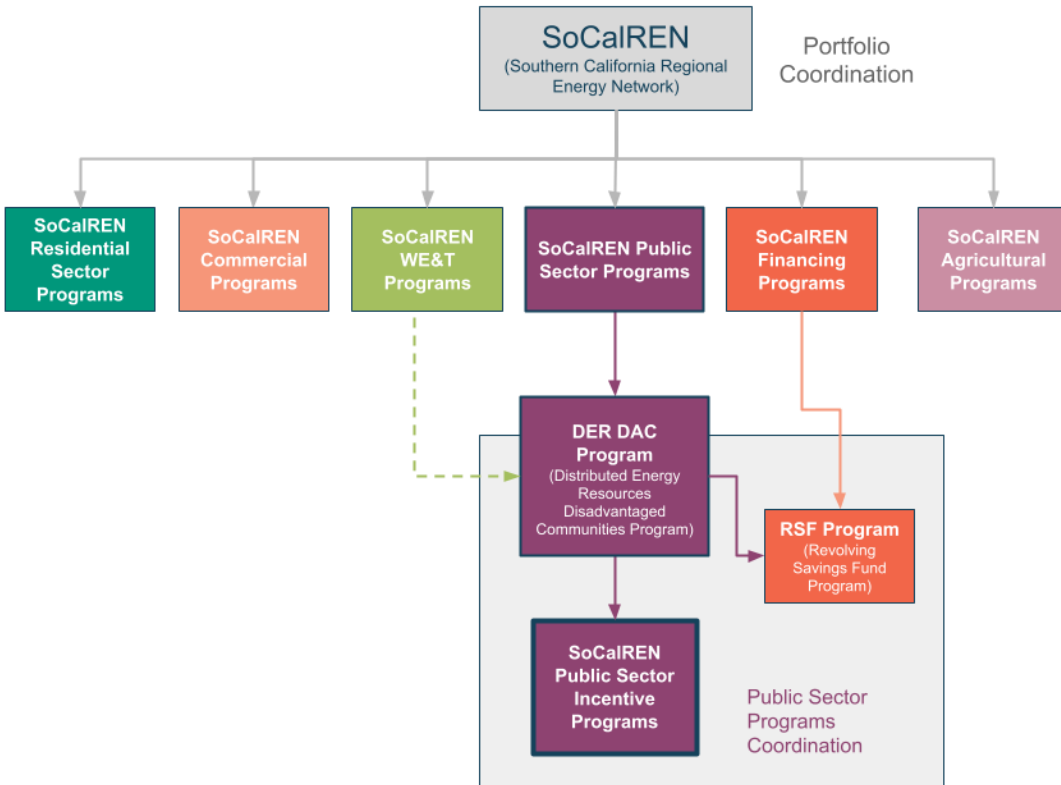 SoCalREN
(Southern California Regional
Energy Network)
Portfolio
Coordination
SoCalREN
Residential
Sector
Programs
SoCalREN
Commercial
Programs
SoCalREN
WE&T
Programs
SoCalREN Public
Sector Programs
SoCalREN
Financing
Programs
SoCalREN
Agricultural
Programs
DER DAC
Program
(Distributed Energy
Resources
Disadvantaged
Communities Program)
RSF Program
(Revolving
Savings Fund
Program)
SoCalREN
Public Sector
Incentive
Programs
Public Sector
Programs
Coordination